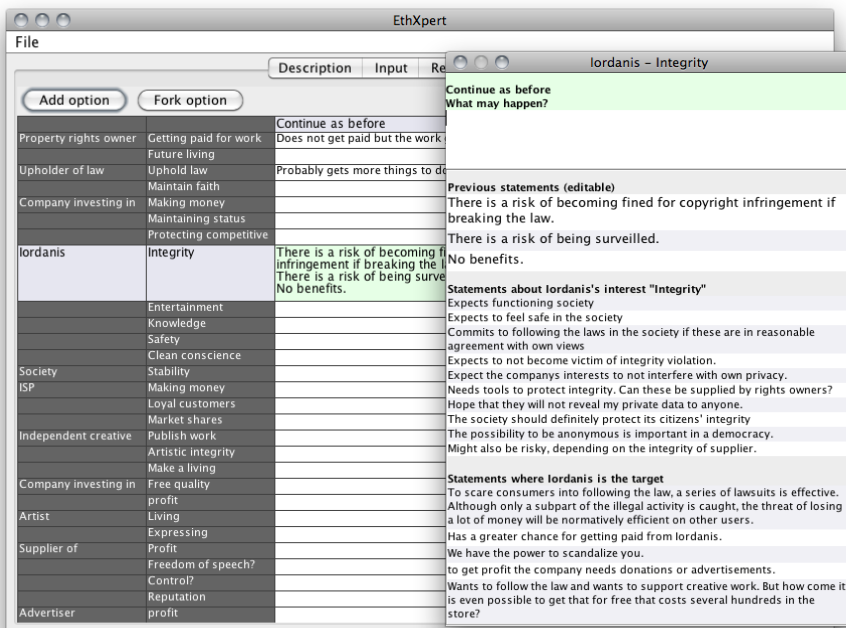 EthXpert
File
Description Input Re
Add option Fork option
Continue as before
Property rights owner Getting paid for work Does not get paid but the work
Future living
Upholder of law Uphold law Probably gets more things to do
Maintain faith
Company investing in Making money
Maintaining status
Protecting competitive
Iordanis Integrity There is a risk of becoming fi
infringement if breaking the l
There is a risk of being surve
No benefits.
Entertainment
Knowledge
Safety
Clean conscience
Society Stability
ISP Making money
Loyal customers
Market shares
Independent creative Publish work
Artistic integrity
Make a living
Company investing in Free quality
profit
Artist Living
Expressing
Supplier of Profit
Freedom of speech?
Control?
Reputation
Advertiser profit
Iordanis – Integrity
Continue as before
What may happen?
Previous statements (editable)
There is a risk of becoming fined for copyright infringement if
breaking the law.
There is a risk of being surveilled.
No benefits.
Statements about Iordanis's interest "Integrity"
Expects functioning society
Expects to feel safe in the society
Commits to following the laws in the society if these are in reasonable
agreement with own views
Expects to not become victim of integrity violation.
Expect the companys interests to not interfere with own privacy.
Needs tools to protect integrity. Can these be supplied by rights owners?
Hope that they will not reveal my private data to anyone.
The society should definitely protect its citizens' integrity
The possibility to be anonymous is important in a democracy.
Might also be risky, depending on the integrity of supplier.
Statements where Iordanis is the target
To scare consumers into following the law, a series of lawsuits is effective.
Although only a subpart of the illegal activity is caught, the threat of losing
a lot of money will be normatively efficient on other users.
Has a greater chance for getting paid from Iordanis.
We have the power to scandalize you.
to get profit the company needs donations or advertisements.
Wants to follow the law and wants to support creative work. But how come it
is even possible to get that for free that costs several hundreds in the
store?